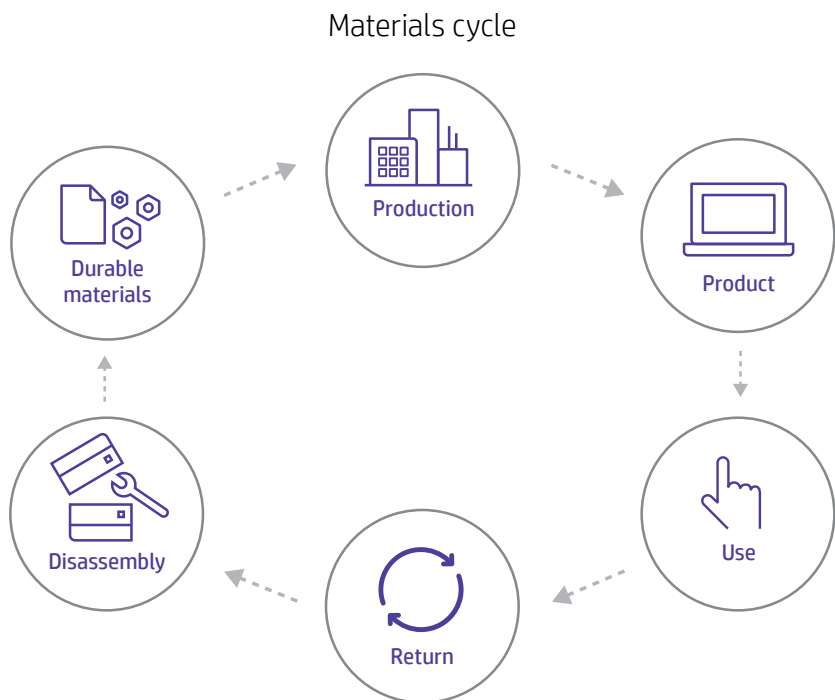 Materials cycle
Production
Product
Use
Return
Disassembly
Durable
materials